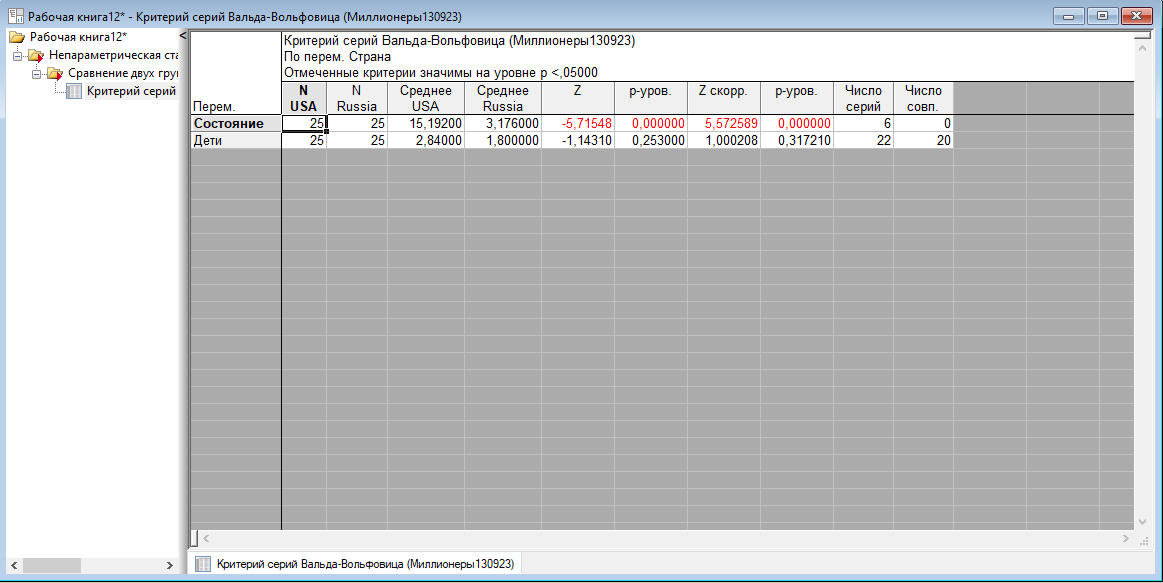 Рабочая книга12* - Критерий серий Вальда-Вольфовица (Миллионеры130923)
Рабочая книга12*
Непараметрическая ста
Сравнение двух гру
Критерий серий
Критерий серий Вальда-Вольфовица (Миллионеры130923)
По перем. Страна
Отмеченные критерии значимы на уровне p <,05000
Перем. N USA N Russia Среднее USA Среднее Russia Z p-уров. Z скорр. p-уров. Число серий Число совп.
Состояние 25 25 15,19200 3,176000 -5,71548 0,000000 5,572589 0,000000 6 0
Дети 25 25 2,84000 1,800000 -1,14310 0,253000 1,000208 0,317210 22 20
Критерий серий Вальда-Вольфовица (Миллионеры130923)